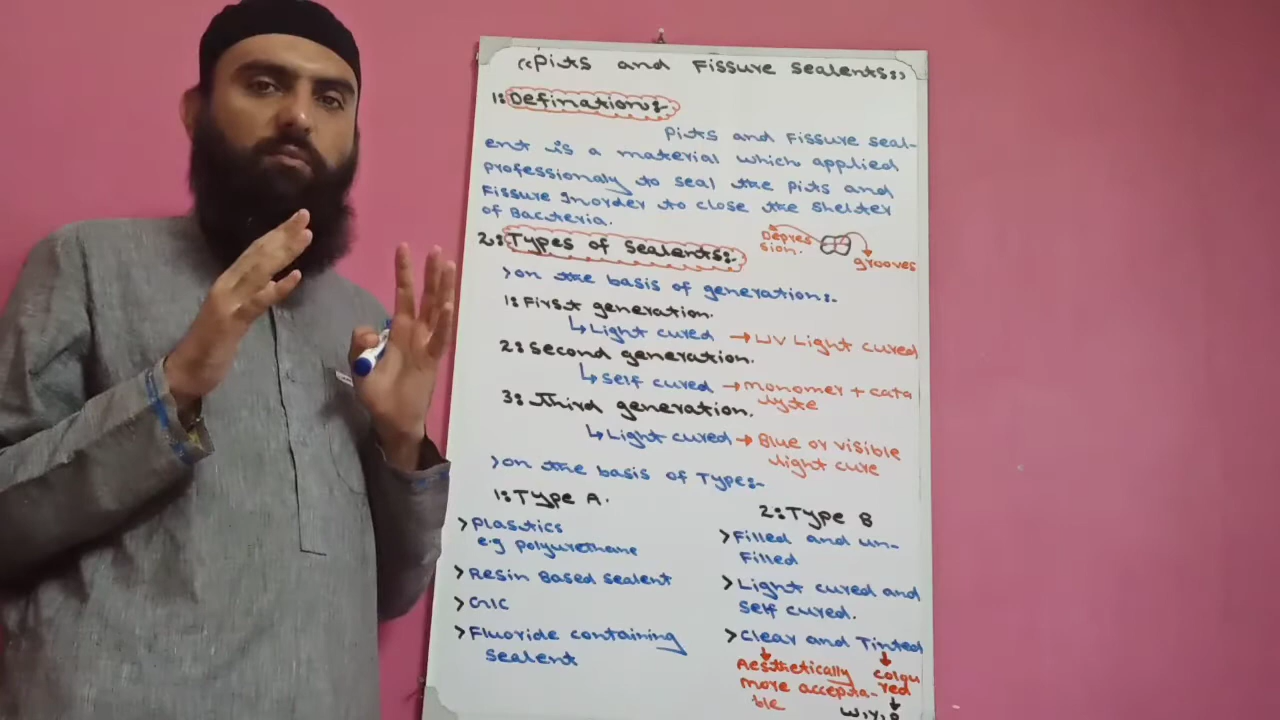 "Pits and Fissure Sealents:"
1: Defination:-
Pits and Fissure seal-
ent is a material which applied
professionaly to seal the pits and
Fissure Inorder to close the shelter
of Bacteria.
Depres
sion.
grooves
2: Types of Sealents:-
>on the basis of generation:-
1: First generation.
↳Light cured → UV Light cured
2: Second generation.
↳Self cured → monomer + cata
lyte
3: Third generation.
↳Light cured → Blue or visible
light cure
>on the basis of Types:-
1: Type A.
>Plastics
e.g polyurethane
>Resin Based sealent
>GIC
>Fluoride containing
sealent
2: Type B
>Filled and un-
Filled
>Light cured and
self cured.
>Clear and Tinted
Aesthetically
more accepta-
ble
Colou
red
W, Y, P